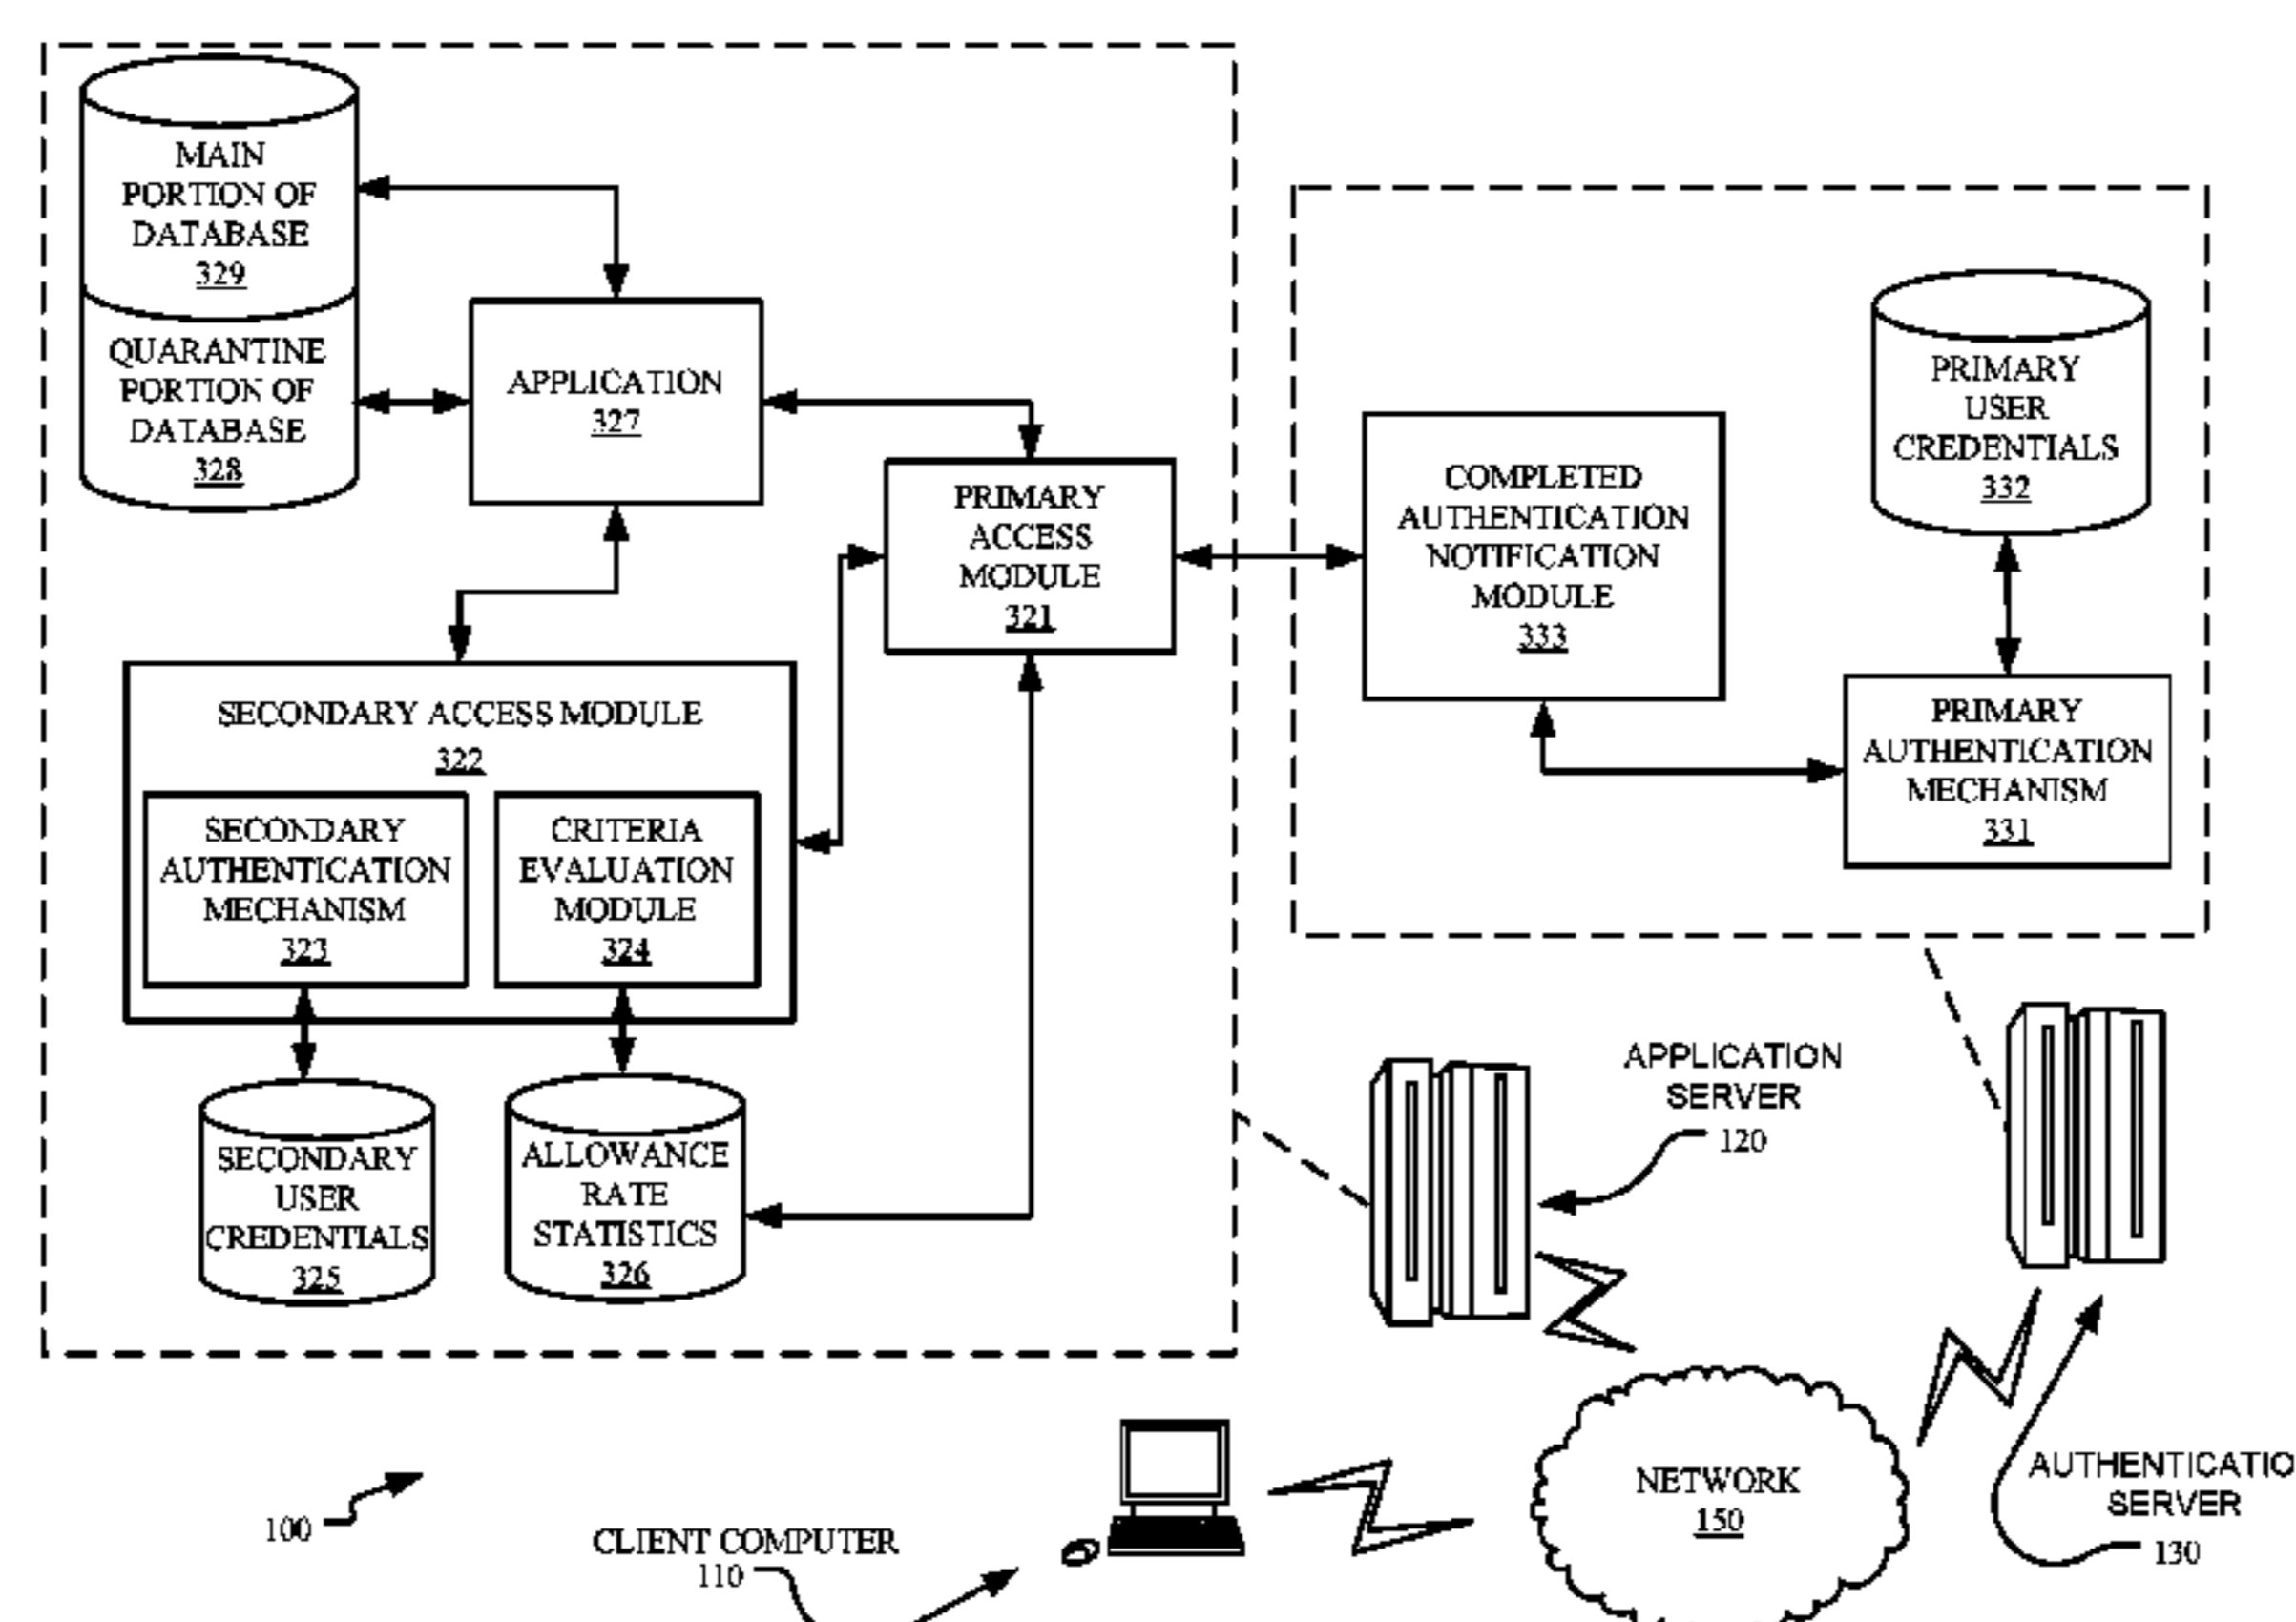 MAIN
PORTION OF
DATABASE
329
QUARANTINE
PORTION OF
DATABASE
328
APPLICATION
327
PRIMARY
ACCESS
MODULE
321
SECONDARY ACCESS MODULE
322
SECONDARY
AUTHENTICATION
MECHANISM
323
CRITERIA
EVALUATION
MODULE
324
SECONDARY
USER
CREDENTIALS
325
ALLOWANCE
RATE
STATISTICS
326
COMPLETED
AUTHENTICATION
NOTIFICATION
MODULE
333
PRIMARY
USER
CREDENTIALS
332
PRIMARY
AUTHENTICATION
MECHANISM
331
APPLICATION
SERVER
120
NETWORK
150
AUTHENTICATIO
SERVER
130
100
CLIENT COMPUTER
110